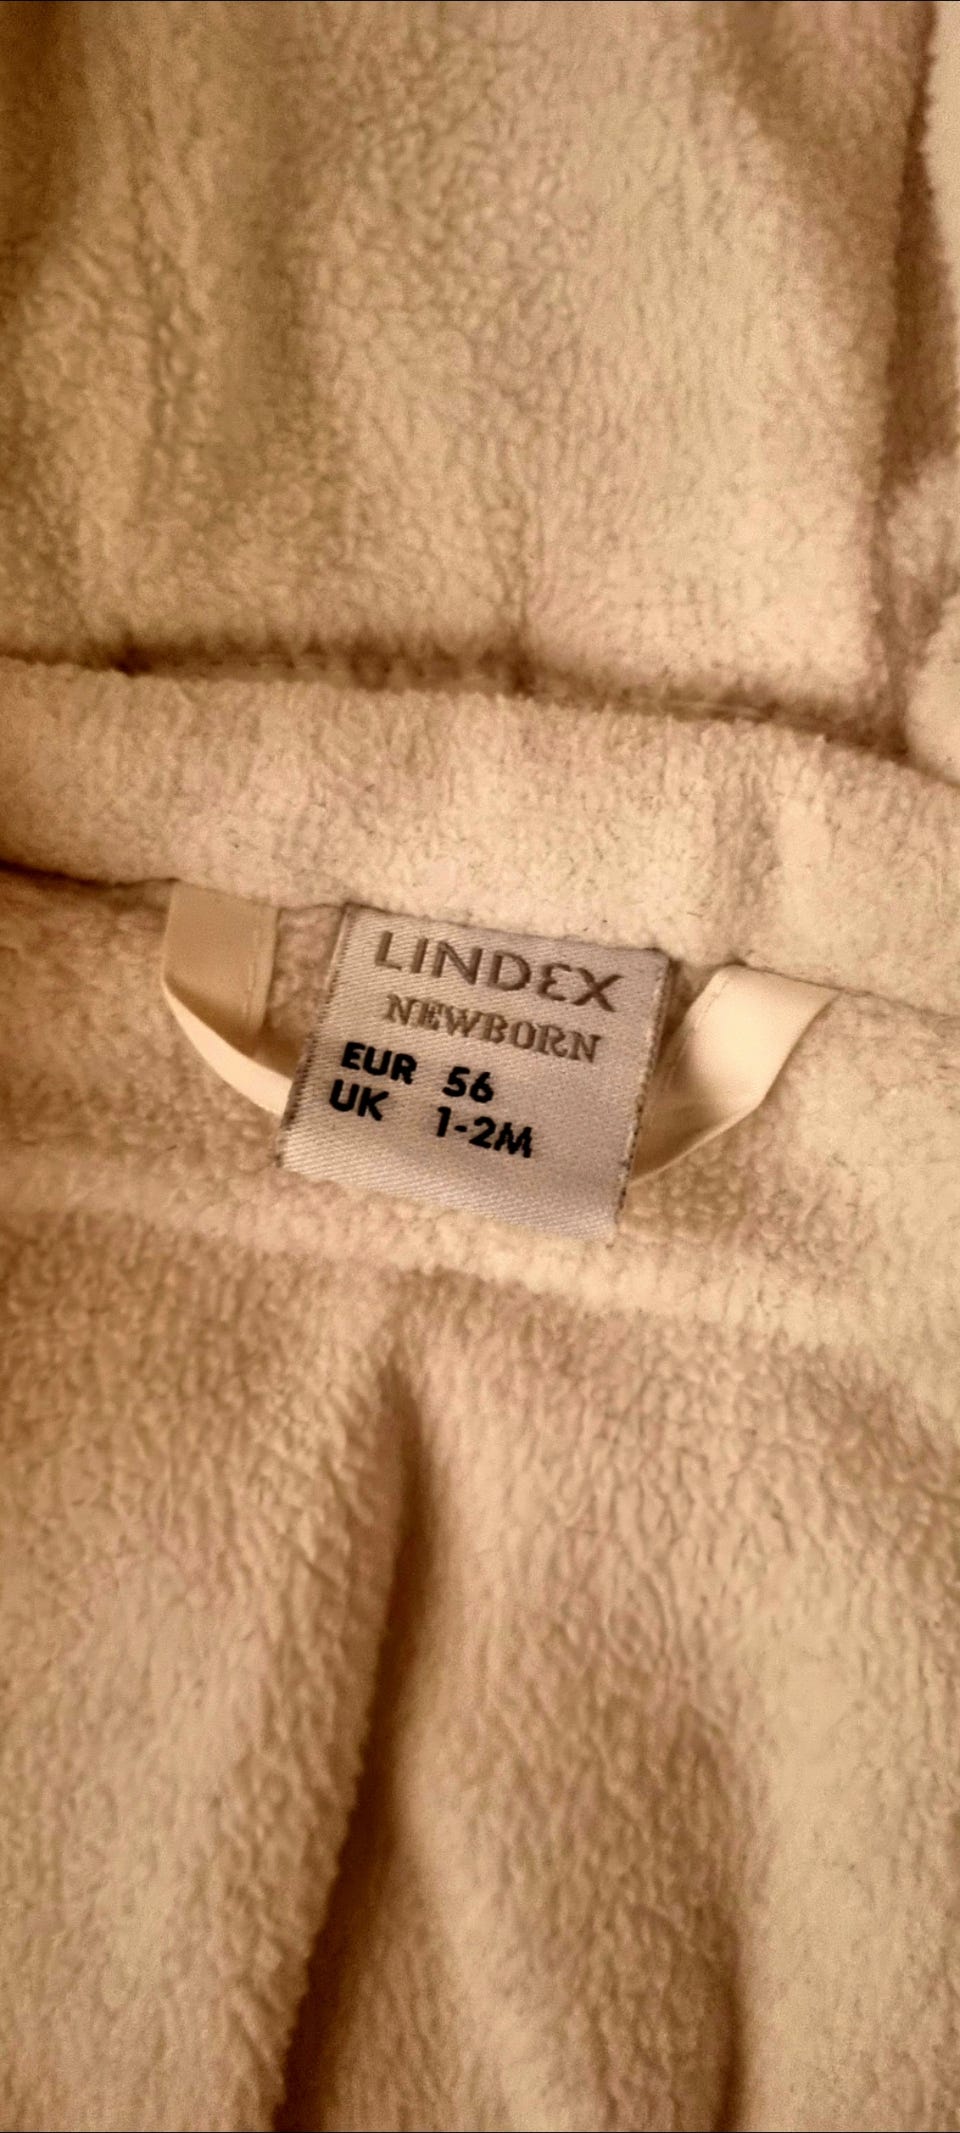 LINDEX
NEWBORN
EUR 56
UK 1-2M